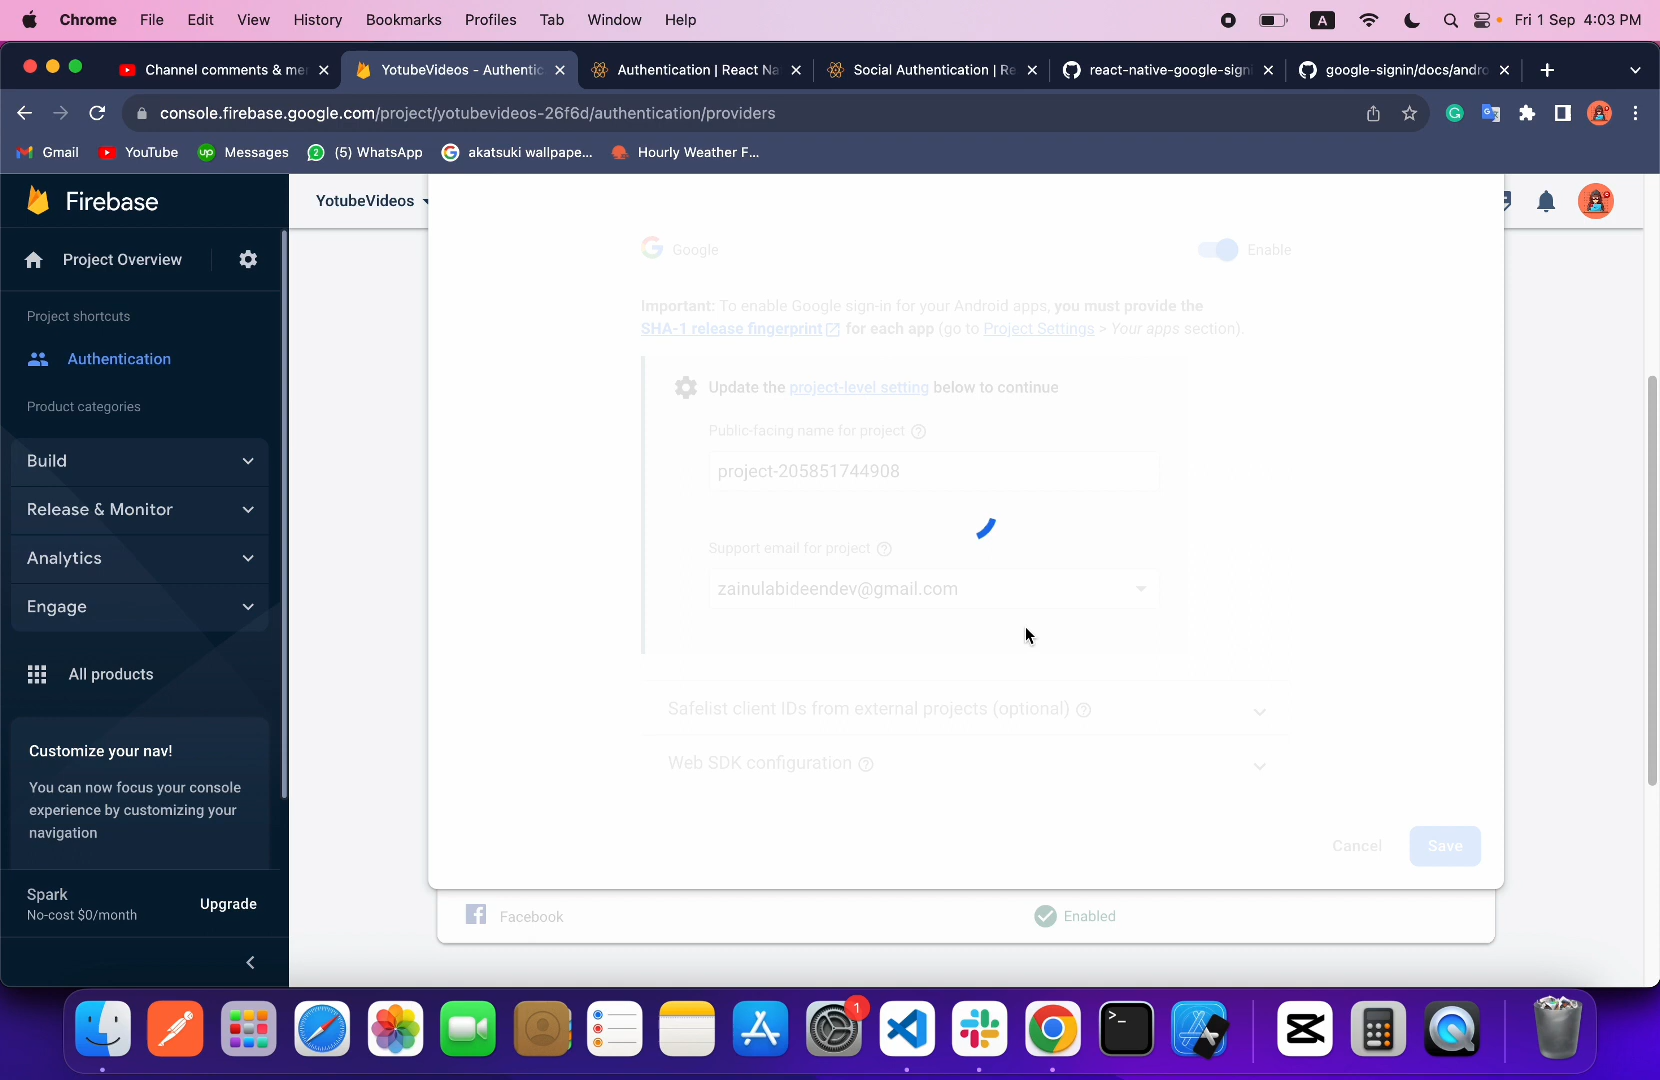 Chrome File Edit View History Bookmarks Profiles Tab Window Help
A Fri 1 Sep 4:03 PM
Channel comments & me
YotubeVideos - Authentic
Authentication | React Na
Social Authentication | Re
react-native-google-sign
google-signin/docs/andro
console.firebase.google.com/project/yotubevideos-26f6d/authentication/providers
Gmail YouTube Messages (5) WhatsApp akatsuki wallpape... Hourly Weather F...
Firebase
Project Overview
Project shortcuts
Authentication
Product categories
Build
Release & Monitor
Analytics
Engage
All products
Customize your nav!
You can now focus your console
experience by customizing your
navigation
Spark
No-cost $0/month
Upgrade
YotubeVideos
Google
Enable
Important: To enable Google sign-in for your Android apps, you must provide the
SHA-1 release fingerprint for each app (go to Project Settings > Your apps section).
Update the project-level setting below to continue
Public-facing name for project
project-205851744908
Support email for project
zainulabideendev@gmail.com
Safelist client IDs from external projects (optional)
Web SDK configuration
Cancel
Save
Facebook
Enabled
1